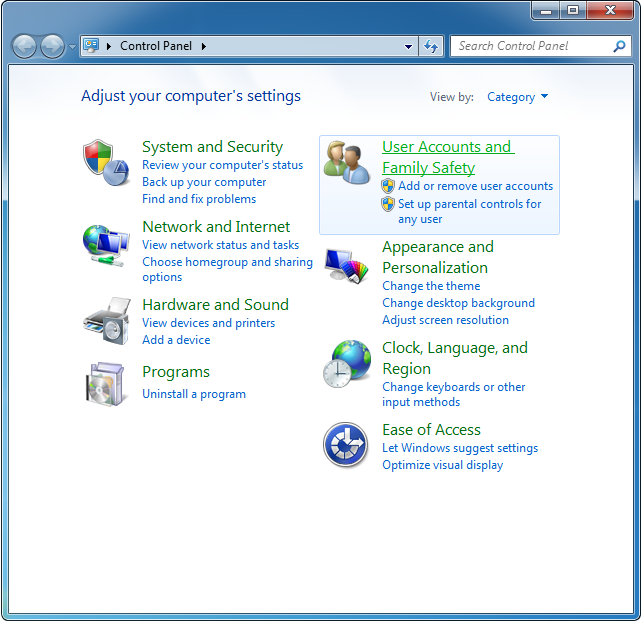 Control Panel
Search Control Panel
Adjust your computer's settings
View by:
Category
System and Security
Review your computer's status
Back up your computer
Find and fix problems
Network and Internet
View network status and tasks
Choose homegroup and sharing
options
Hardware and Sound
View devices and printers
Add a device
Programs
Uninstall a program
User Accounts and
Family Safety
Add or remove user accounts
Set up parental controls for
any user
Appearance and
Personalization
Change the theme
Change desktop background
Adjust screen resolution
Clock, Language, and
Region
Change keyboards or other
input methods
Ease of Access
Let Windows suggest settings
Optimize visual display